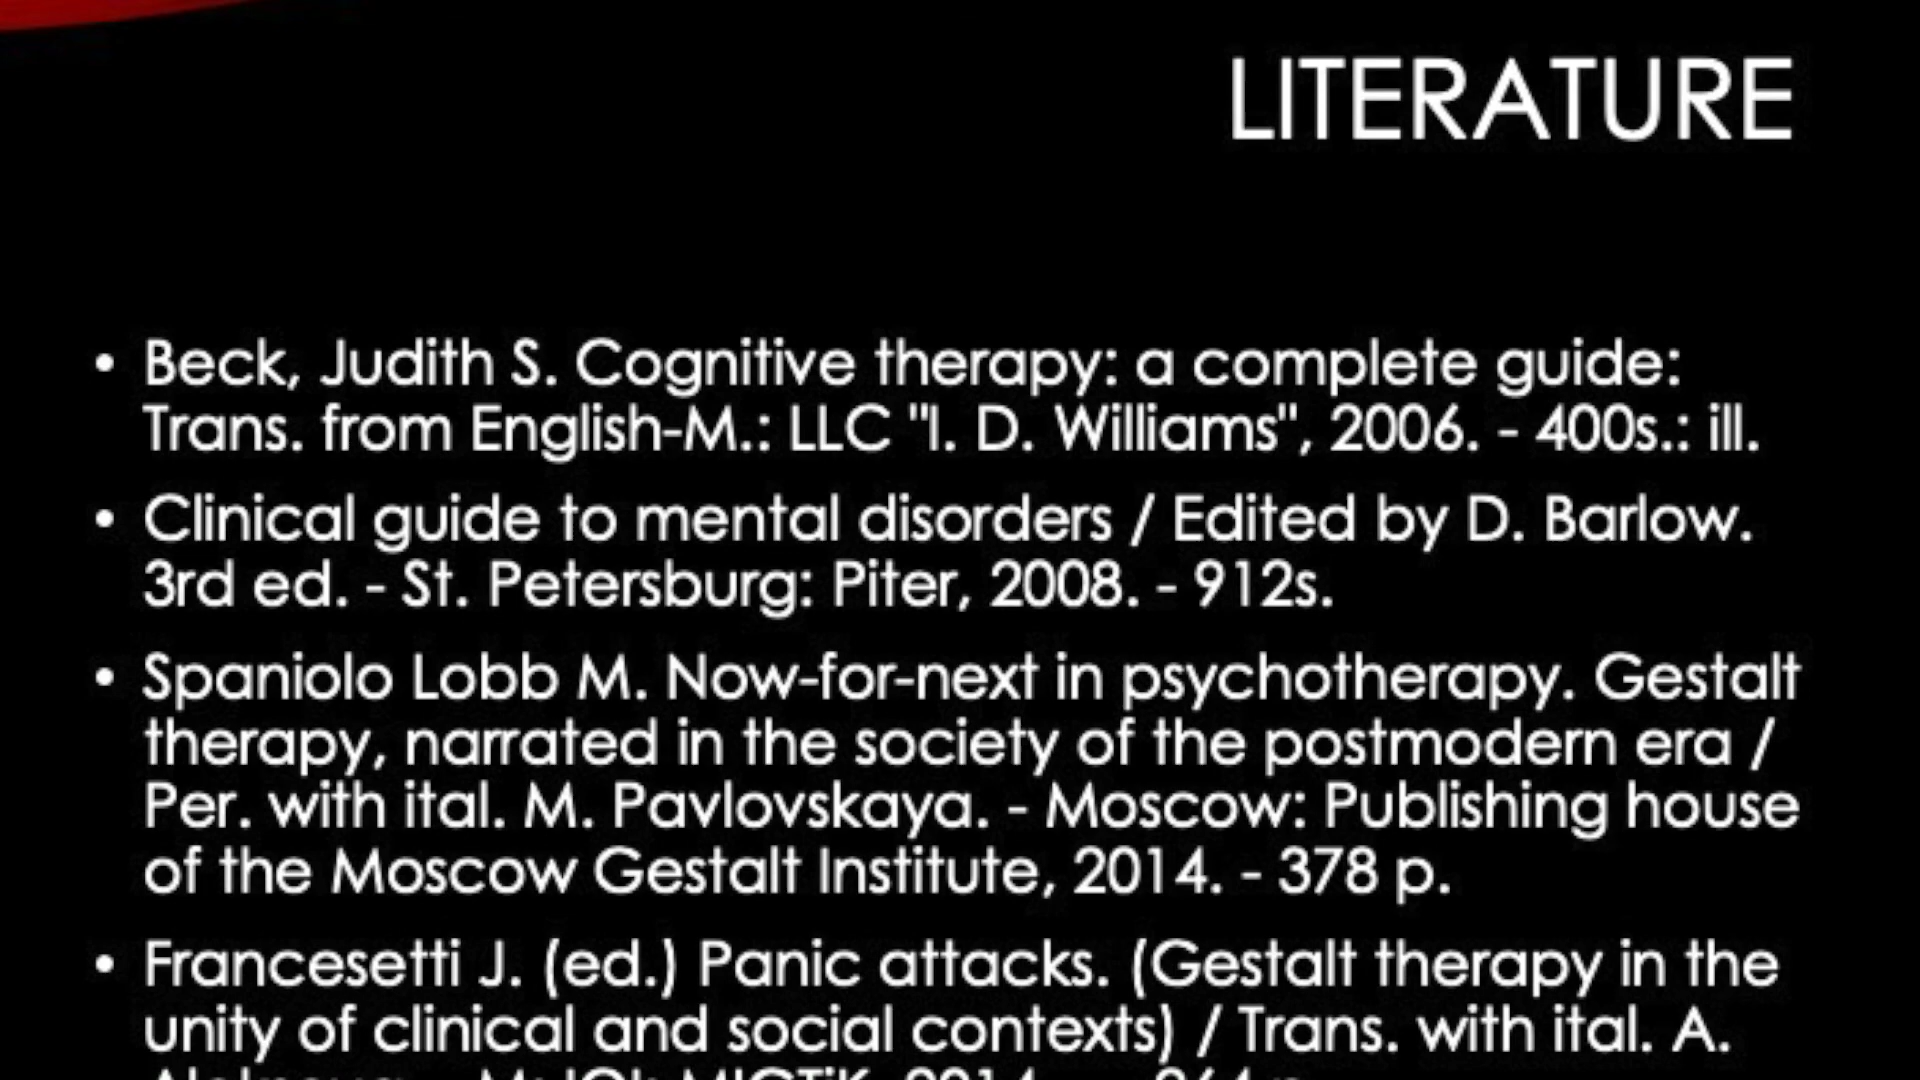 LITERATURE
• Beck, Judith S. Cognitive therapy: a complete guide:
Trans. from English-M.: LLC "I. D. Williams", 2006. - 400s.: ill.
• Clinical guide to mental disorders / Edited by D. Barlow.
3rd ed. - St. Petersburg: Piter, 2008. - 912s.
• Spaniolo Lobb M. Now-for-next in psychotherapy. Gestalt
therapy, narrated in the society of the postmodern era /
Per. with ital. M. Pavlovskaya. - Moscow: Publishing house
of the Moscow Gestalt Institute, 2014. - 378 p.
• Francesetti J. (ed.) Panic attacks. (Gestalt therapy in the
unity of clinical and social contexts) / Trans. with ital. A.